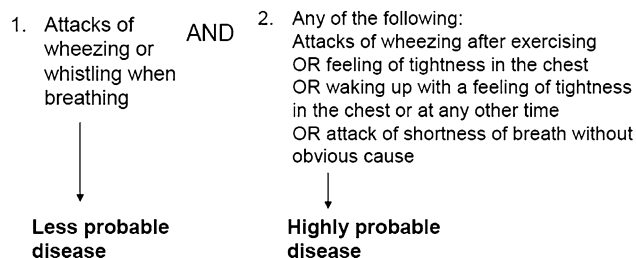 1. Attacks of
wheezing or
whistling when
breathing
AND
2. Any of the following:
Attacks of wheezing after exercising
OR feeling of tightness in the chest
OR waking up with a feeling of tightness
in the chest or at any other time
OR attack of shortness of breath without
obvious cause
Less probable
disease
Highly probable
disease